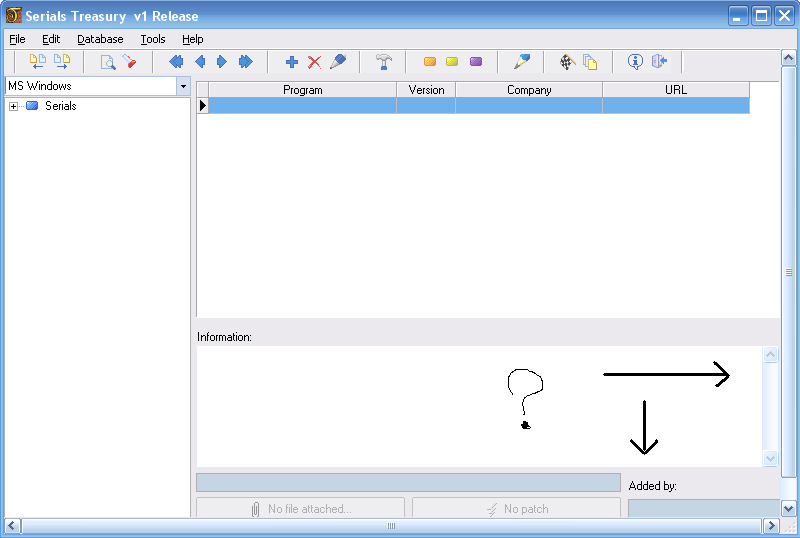 Serials Treasury v1 Release
File Edit Database Tools Help
MS Windows
Program Version Company URL
Serials
Information:
?
Added by:
No file attached... No patch